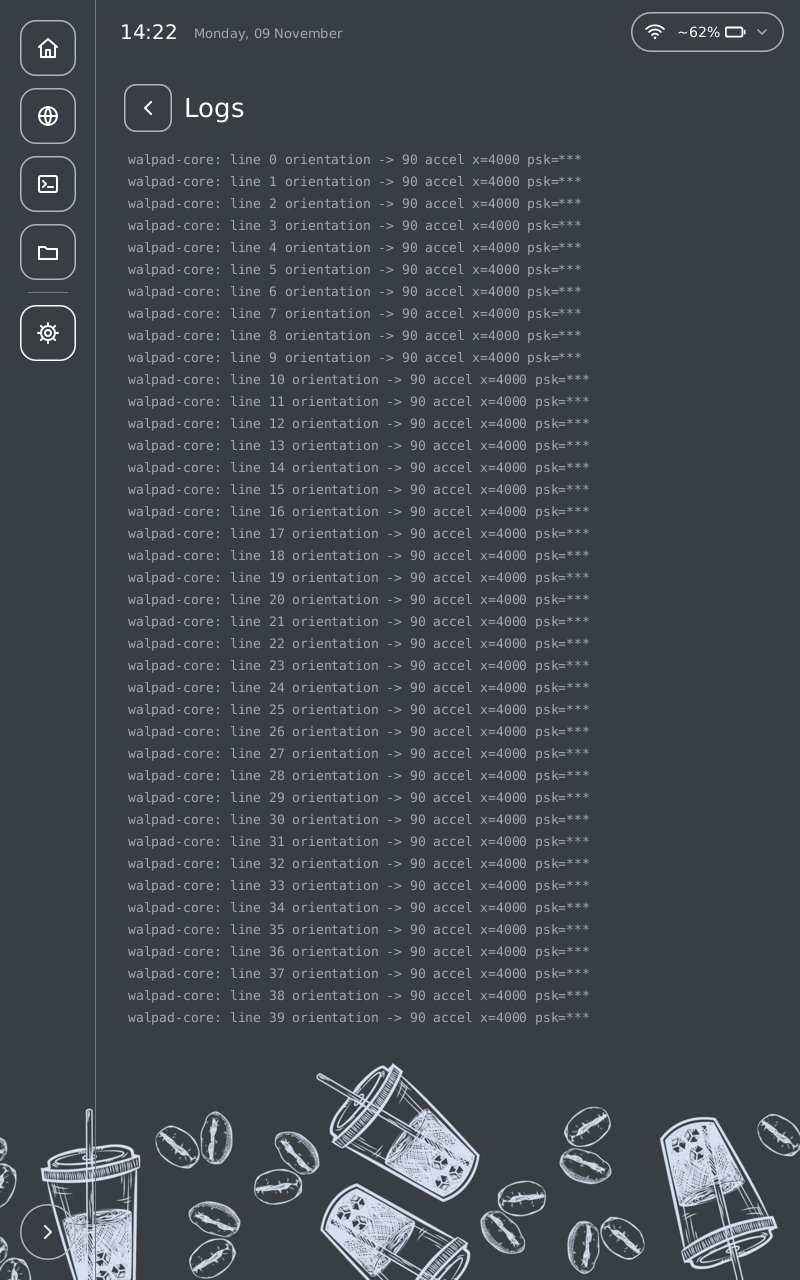 14:22 Monday, 09 November ~62%
Logs
walpad-core: line 0 orientation -> 90 accel x=4000 psk=***
walpad-core: line 1 orientation -> 90 accel x=4000 psk=***
walpad-core: line 2 orientation -> 90 accel x=4000 psk=***
walpad-core: line 3 orientation -> 90 accel x=4000 psk=***
walpad-core: line 4 orientation -> 90 accel x=4000 psk=***
walpad-core: line 5 orientation -> 90 accel x=4000 psk=***
walpad-core: line 6 orientation -> 90 accel x=4000 psk=***
walpad-core: line 7 orientation -> 90 accel x=4000 psk=***
walpad-core: line 8 orientation -> 90 accel x=4000 psk=***
walpad-core: line 9 orientation -> 90 accel x=4000 psk=***
walpad-core: line 10 orientation -> 90 accel x=4000 psk=***
walpad-core: line 11 orientation -> 90 accel x=4000 psk=***
walpad-core: line 12 orientation -> 90 accel x=4000 psk=***
walpad-core: line 13 orientation -> 90 accel x=4000 psk=***
walpad-core: line 14 orientation -> 90 accel x=4000 psk=***
walpad-core: line 15 orientation -> 90 accel x=4000 psk=***
walpad-core: line 16 orientation -> 90 accel x=4000 psk=***
walpad-core: line 17 orientation -> 90 accel x=4000 psk=***
walpad-core: line 18 orientation -> 90 accel x=4000 psk=***
walpad-core: line 19 orientation -> 90 accel x=4000 psk=***
walpad-core: line 20 orientation -> 90 accel x=4000 psk=***
walpad-core: line 21 orientation -> 90 accel x=4000 psk=***
walpad-core: line 22 orientation -> 90 accel x=4000 psk=***
walpad-core: line 23 orientation -> 90 accel x=4000 psk=***
walpad-core: line 24 orientation -> 90 accel x=4000 psk=***
walpad-core: line 25 orientation -> 90 accel x=4000 psk=***
walpad-core: line 26 orientation -> 90 accel x=4000 psk=***
walpad-core: line 27 orientation -> 90 accel x=4000 psk=***
walpad-core: line 28 orientation -> 90 accel x=4000 psk=***
walpad-core: line 29 orientation -> 90 accel x=4000 psk=***
walpad-core: line 30 orientation -> 90 accel x=4000 psk=***
walpad-core: line 31 orientation -> 90 accel x=4000 psk=***
walpad-core: line 32 orientation -> 90 accel x=4000 psk=***
walpad-core: line 33 orientation -> 90 accel x=4000 psk=***
walpad-core: line 34 orientation -> 90 accel x=4000 psk=***
walpad-core: line 35 orientation -> 90 accel x=4000 psk=***
walpad-core: line 36 orientation -> 90 accel x=4000 psk=***
walpad-core: line 37 orientation -> 90 accel x=4000 psk=***
walpad-core: line 38 orientation -> 90 accel x=4000 psk=***
walpad-core: line 39 orientation -> 90 accel x=4000 psk=***